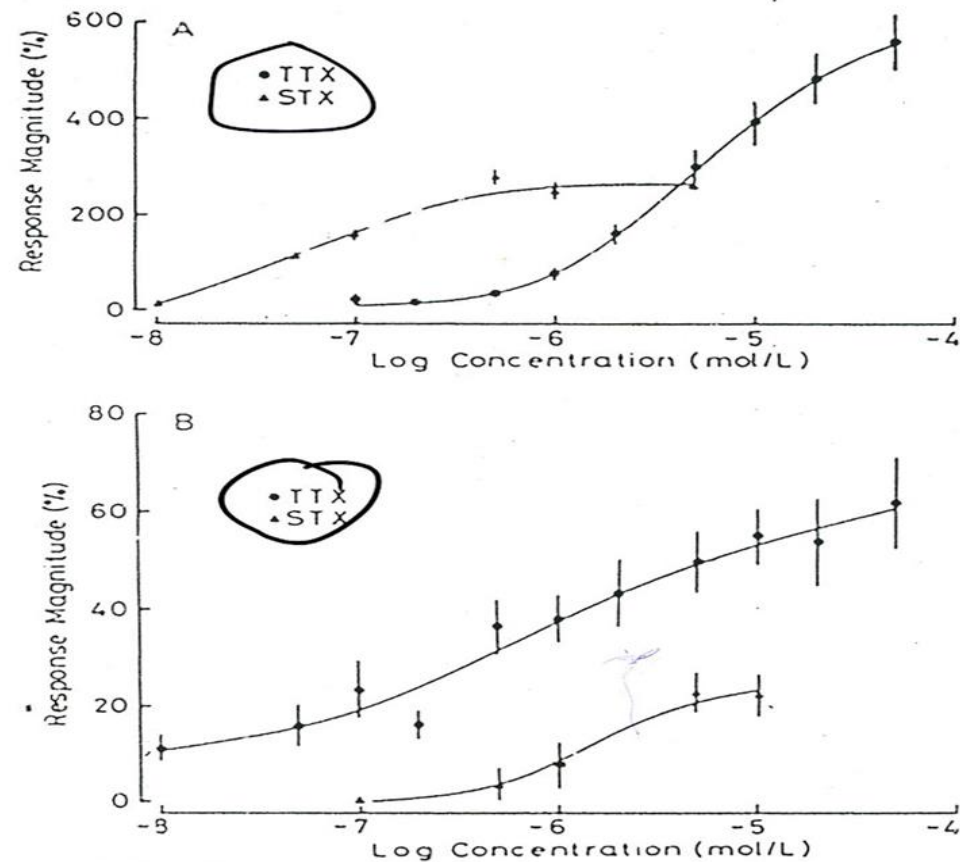 600
A
● TTX
▲ STX
400
200
0
Response Magnitude (%)
-8 -7 -6 -5 -4
Log Concentration (mol/L)
80
B
● TTX
▲ STX
60
40
20
0
Response Magnitude (%)
-8 -7 -6 -5 -4
Log Concentration (mol/L)